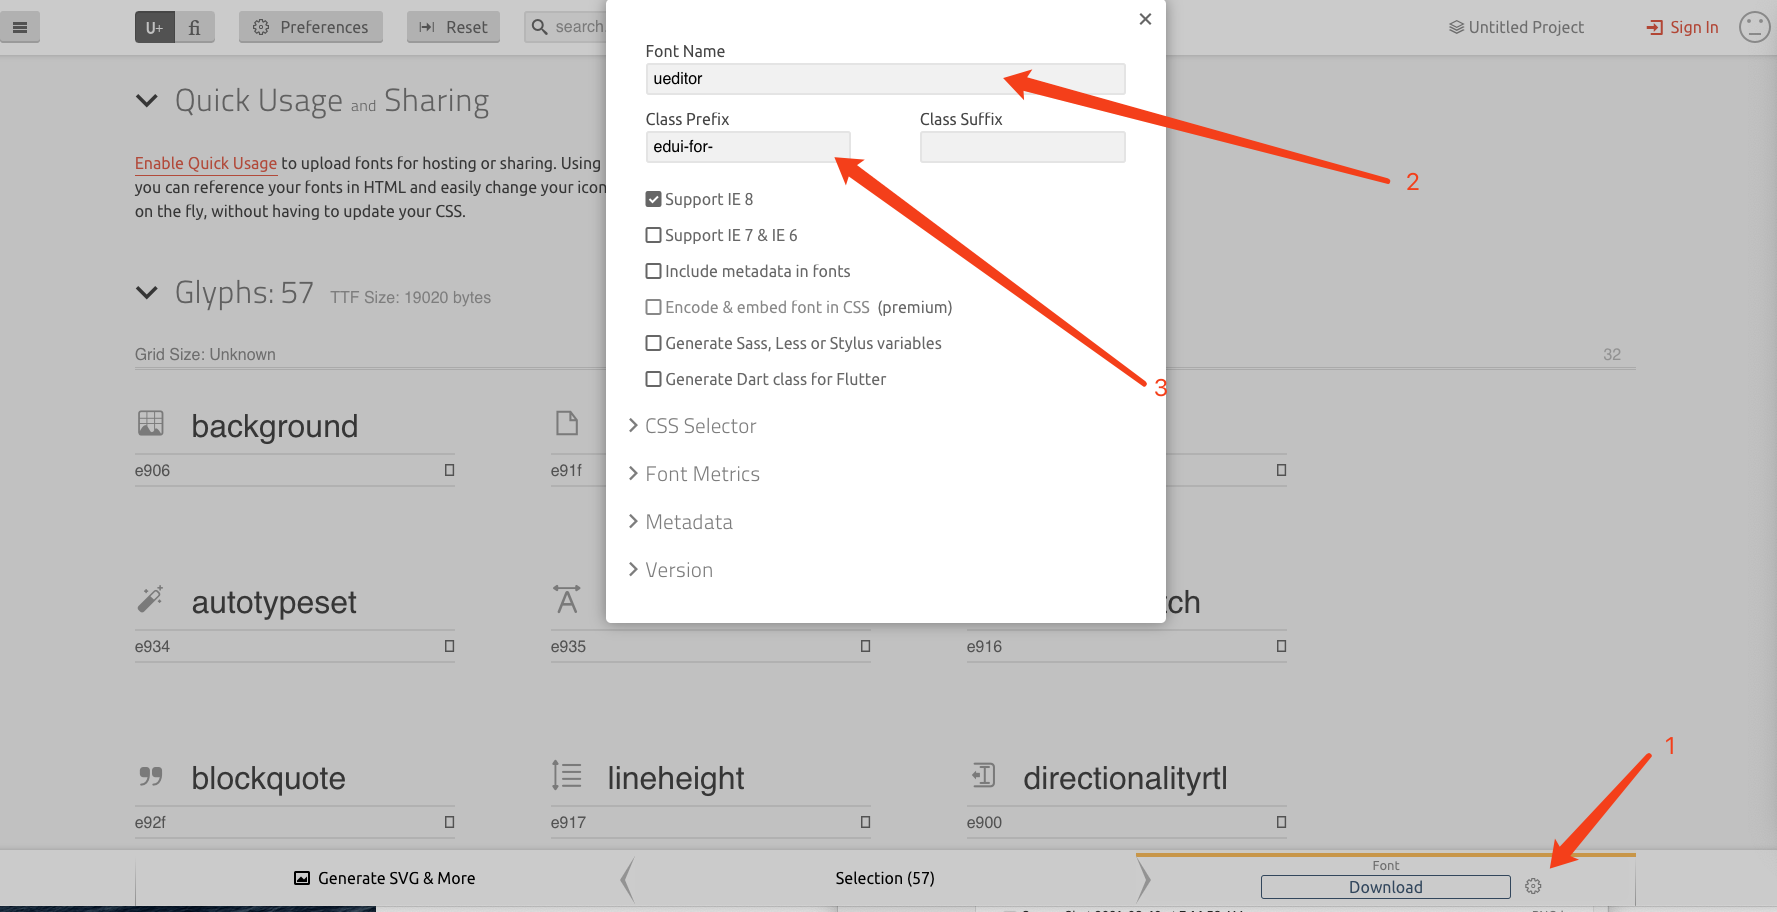 U+ fi Preferences Reset search. Untitled Project Sign In
Font Name
ueditor
Class Prefix Class Suffix
edui-for-
2
Support IE 8
Support IE 7 & IE 6
Include metadata in fonts
Encode & embed font in CSS (premium)
Generate Sass, Less or Stylus variables
Generate Dart class for Flutter
3
CSS Selector
Font Metrics
Metadata
Version
Quick Usage and Sharing
Enable Quick Usage to upload fonts for hosting or sharing. Using
you can reference your fonts in HTML and easily change your icon
on the fly, without having to update your CSS.
Glyphs: 57 TTF Size: 19020 bytes
Grid Size: Unknown 32
background
e906 e91f
autotypeset ch
e934 e935 e916
blockquote lineheight directionalityrtl
e92f e917 e900
1
Generate SVG & More Selection (57) Font
Download